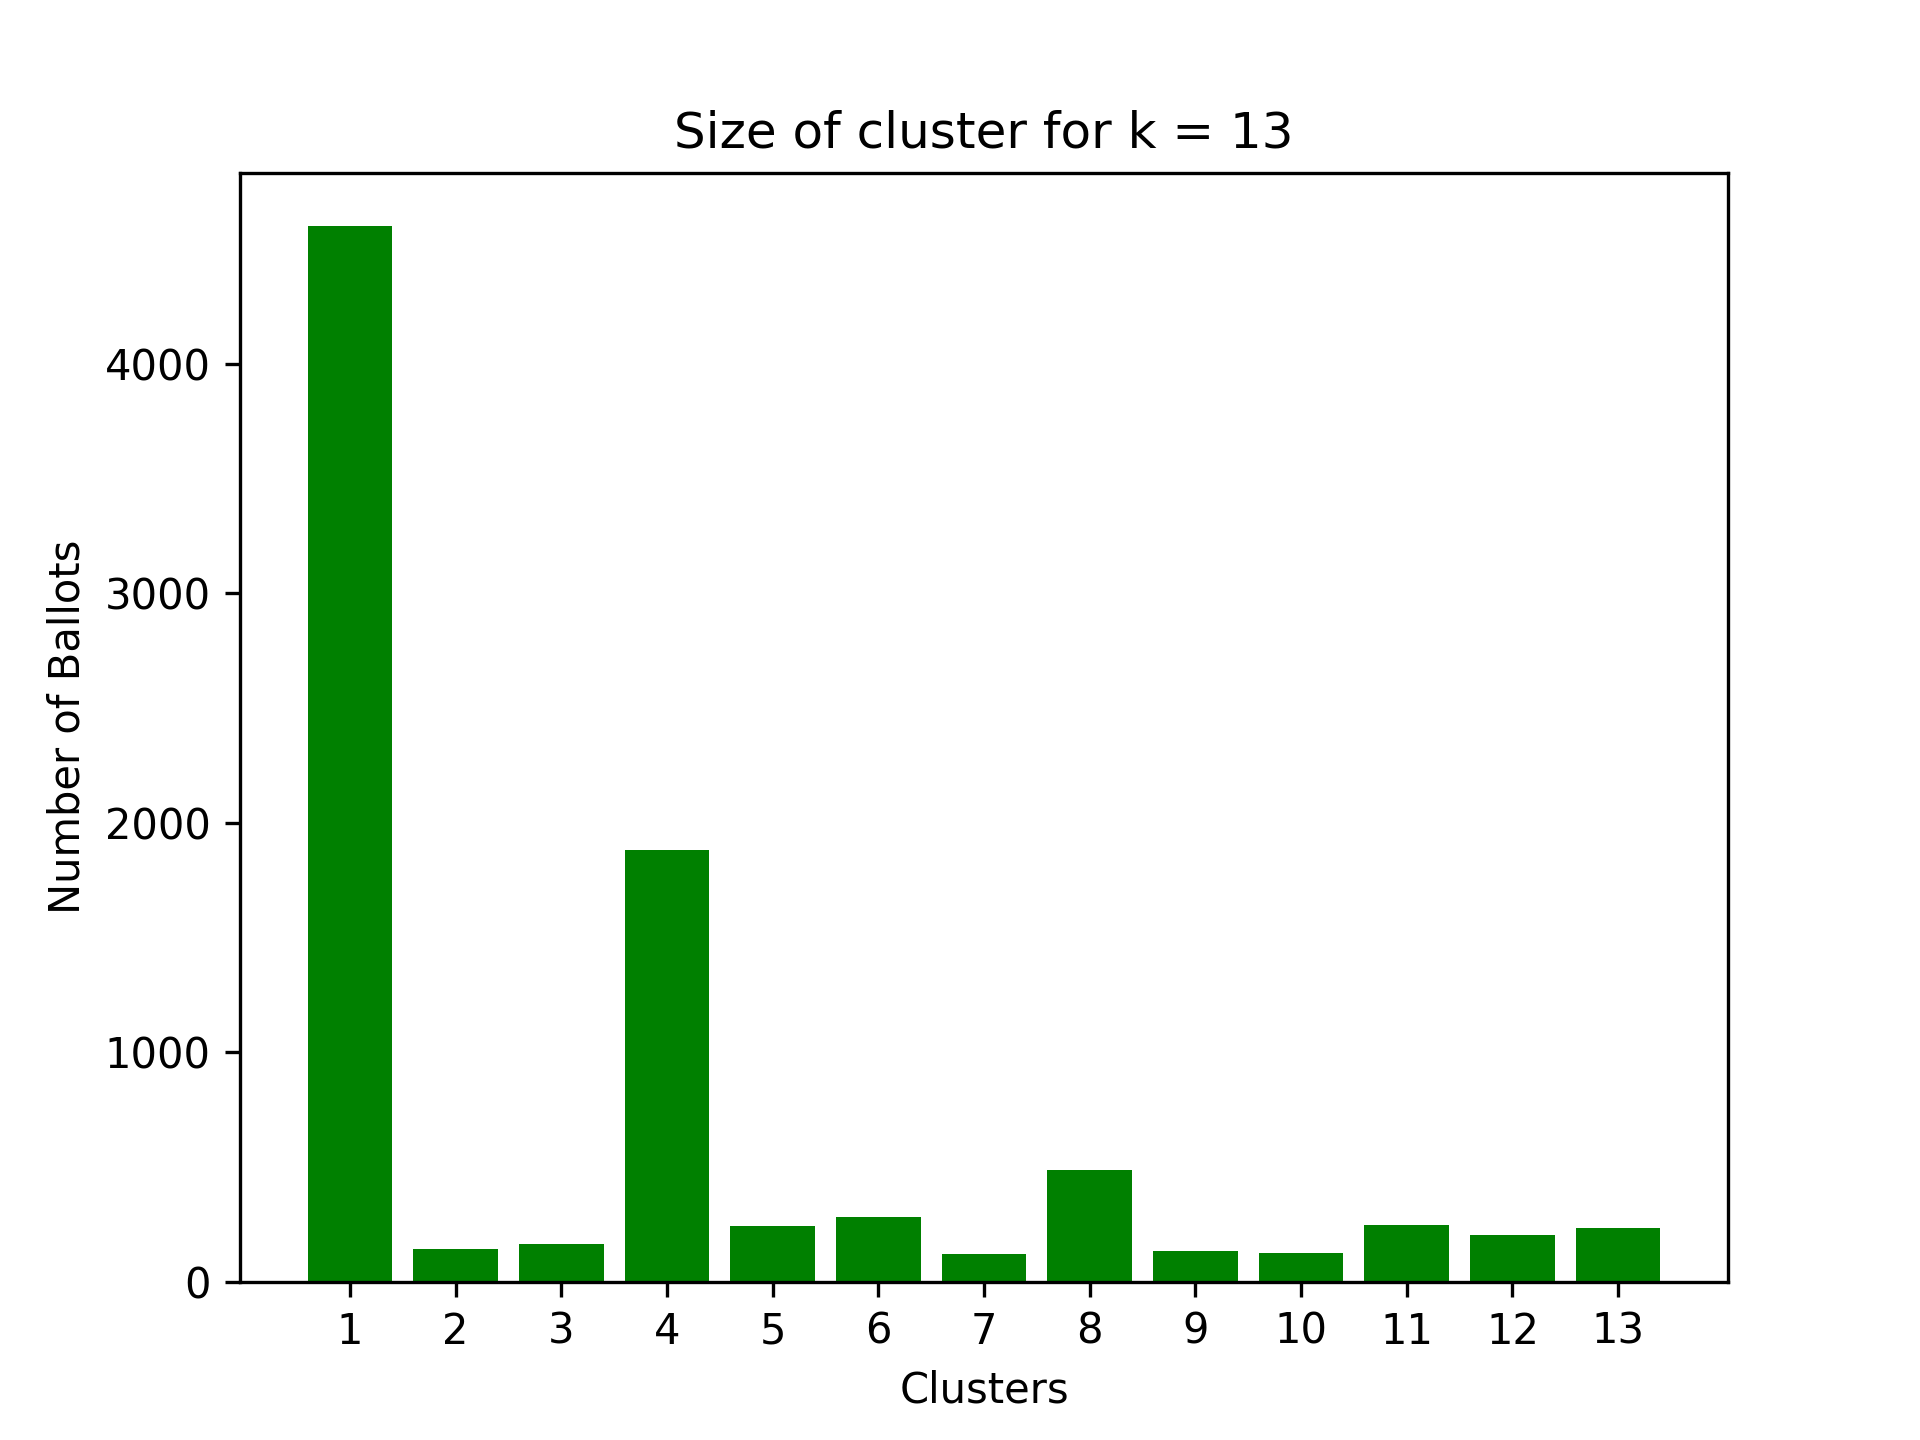 Size of cluster for k = 13
Number of Ballots
4000
3000
2000
1000
0
1 2 3 4 5 6 7 8 9 10 11 12 13
Clusters